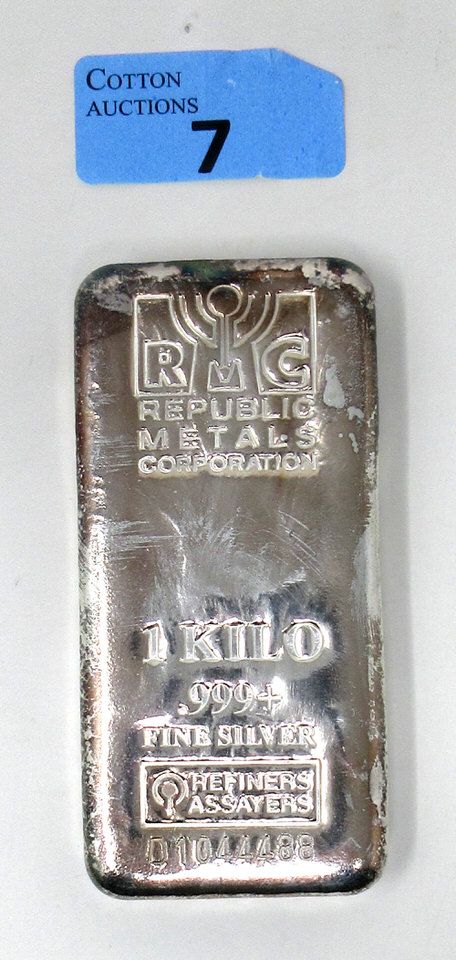 COTTON
AUCTIONS
7
RMC
REPUBLIC
METALS
CORPORATION
1 KILO
.999+
FINE SILVER
REFINERS
ASSAYERS
D1044488